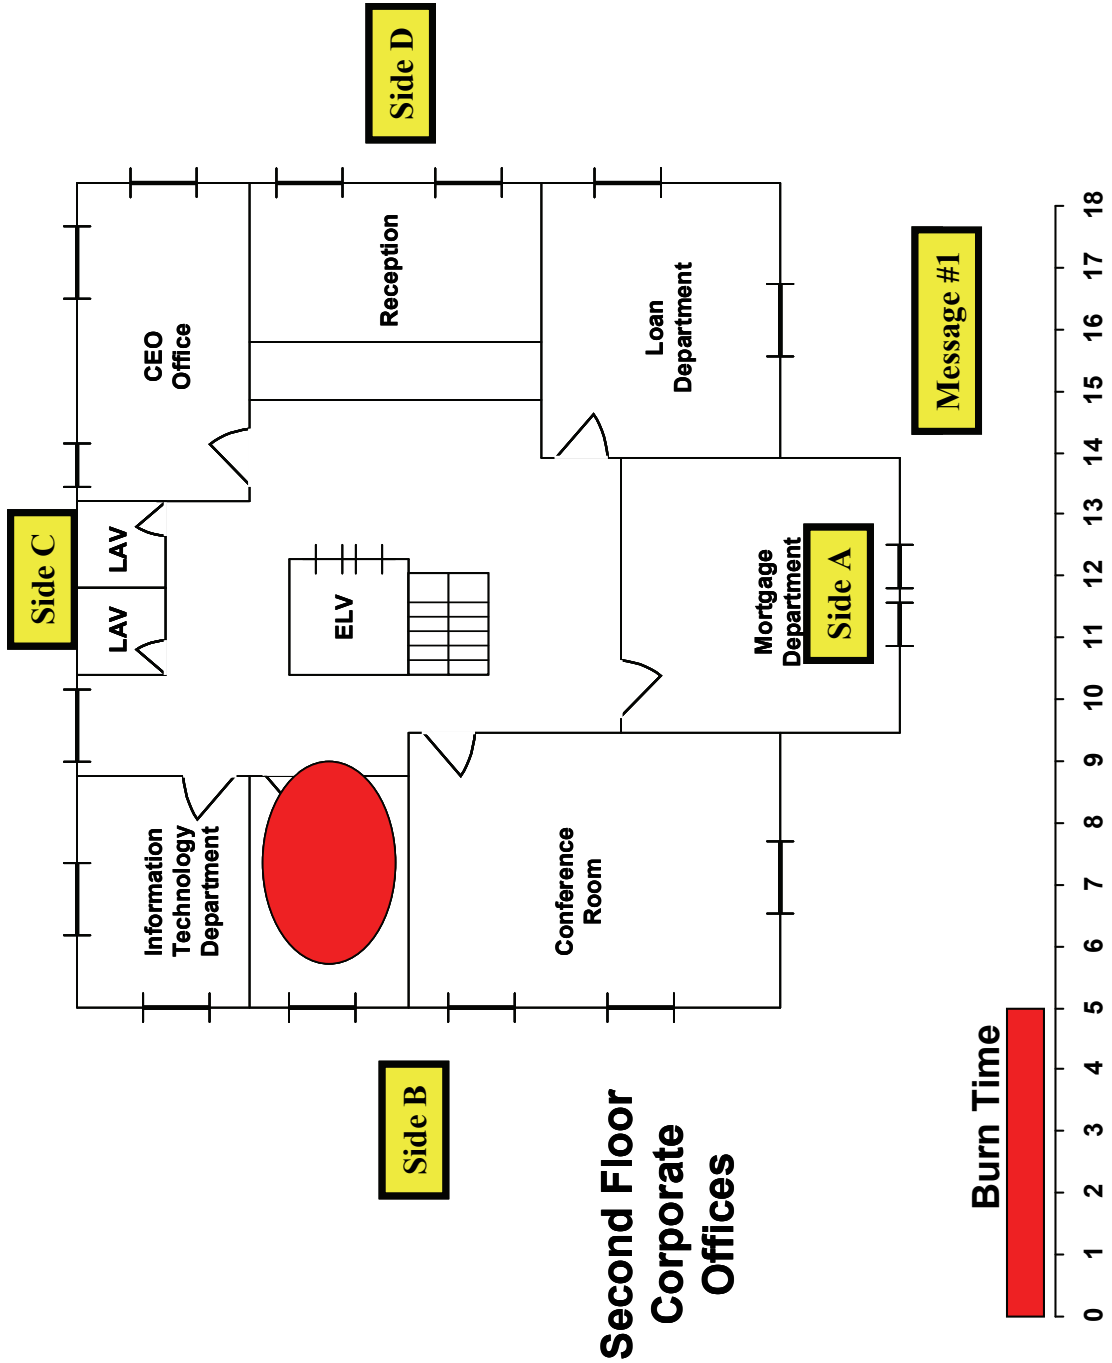 Side C
Side D
Side B
Side A
Message #1
LAV
LAV
CEO
Office
Reception
ELV
Information
Technology
Department
Conference
Room
Mortgage
Department
Loan
Department
Second Floor
Corporate
Offices
Burn Time
0 1 2 3 4 5 6 7 8 9 10 11 12 13 14 15 16 17 18